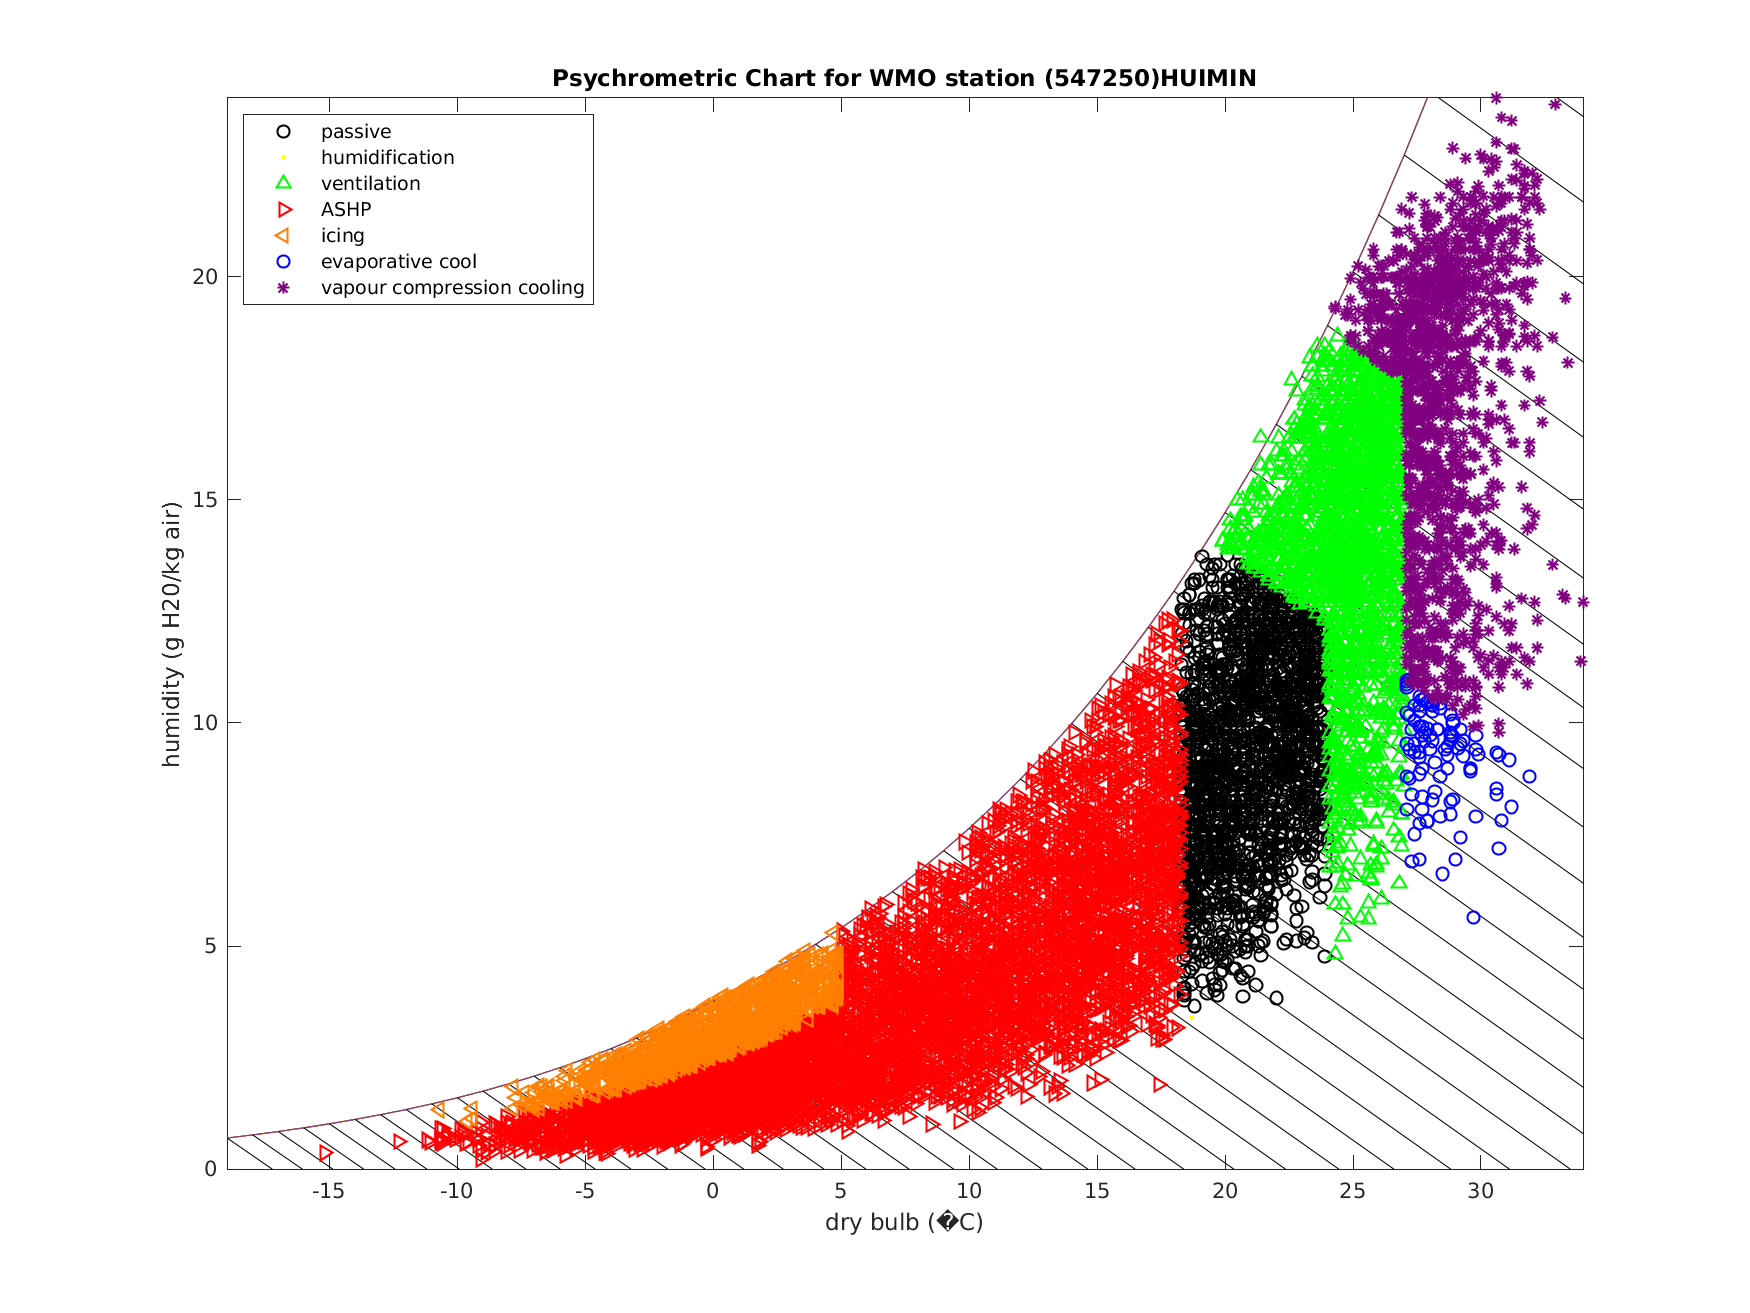 Psychrometric Chart for WMO station (547250)HUIMIN
passive
humidification
ventilation
ASHP
icing
evaporative cool
vapour compression cooling
humidity (g H20/kg air)
20
15
10
5
0
-15 -10 -5 0 5 10 15 20 25 30
dry bulb (�C)